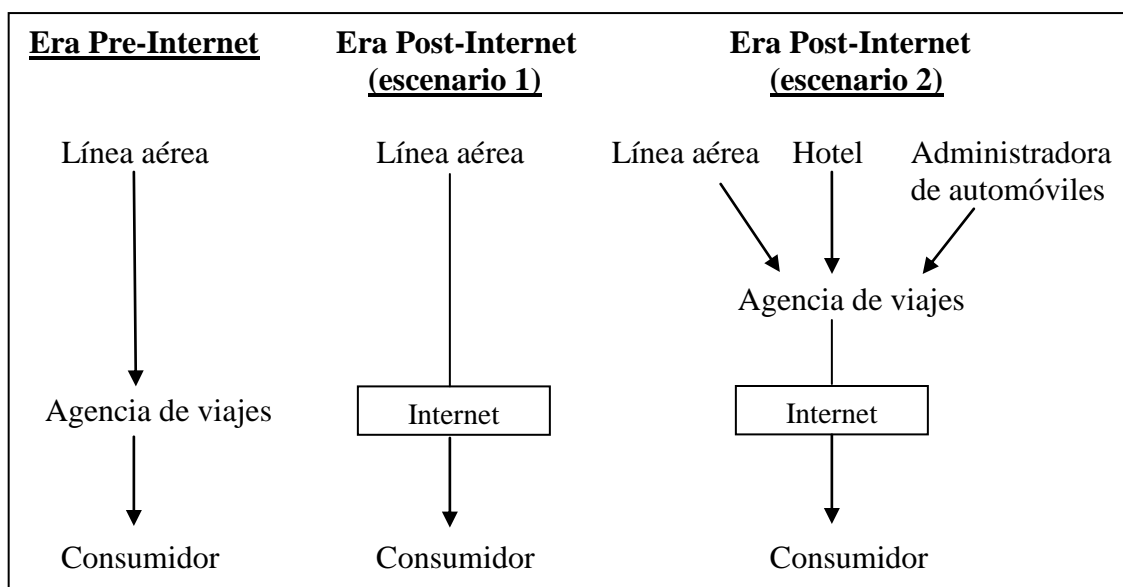 Era Pre-Internet
Línea aérea
Agencia de viajes
Consumidor
Era Post-Internet
(escenario 1)
Línea aérea
Internet
Consumidor
Era Post-Internet
(escenario 2)
Línea aérea
Hotel
Administradora
de automóviles
Agencia de viajes
Internet
Consumidor